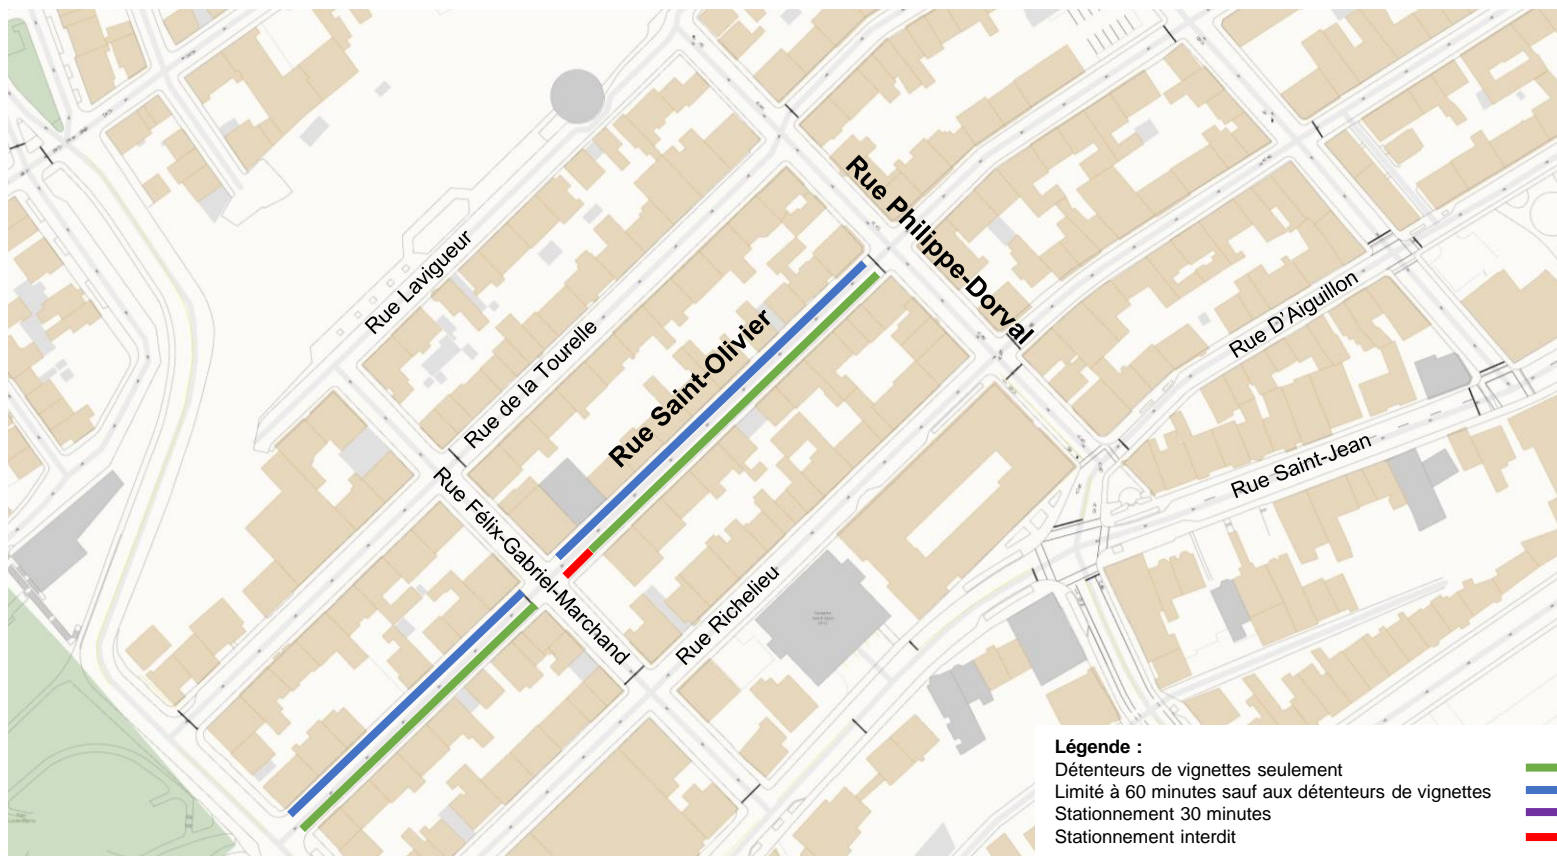 Rue Philippe-Dorval
Rue Lavigueur
Rue de la Tourelle
Rue Saint-Olivier
Rue D'Aiguillon
Rue Saint-Jean
Rue Félix-Gabriel-Marchand
Rue Richelieu
Légende :
Détenteurs de vignettes seulement
Limité à 60 minutes sauf aux détenteurs de vignettes
Stationnement 30 minutes
Stationnement interdit